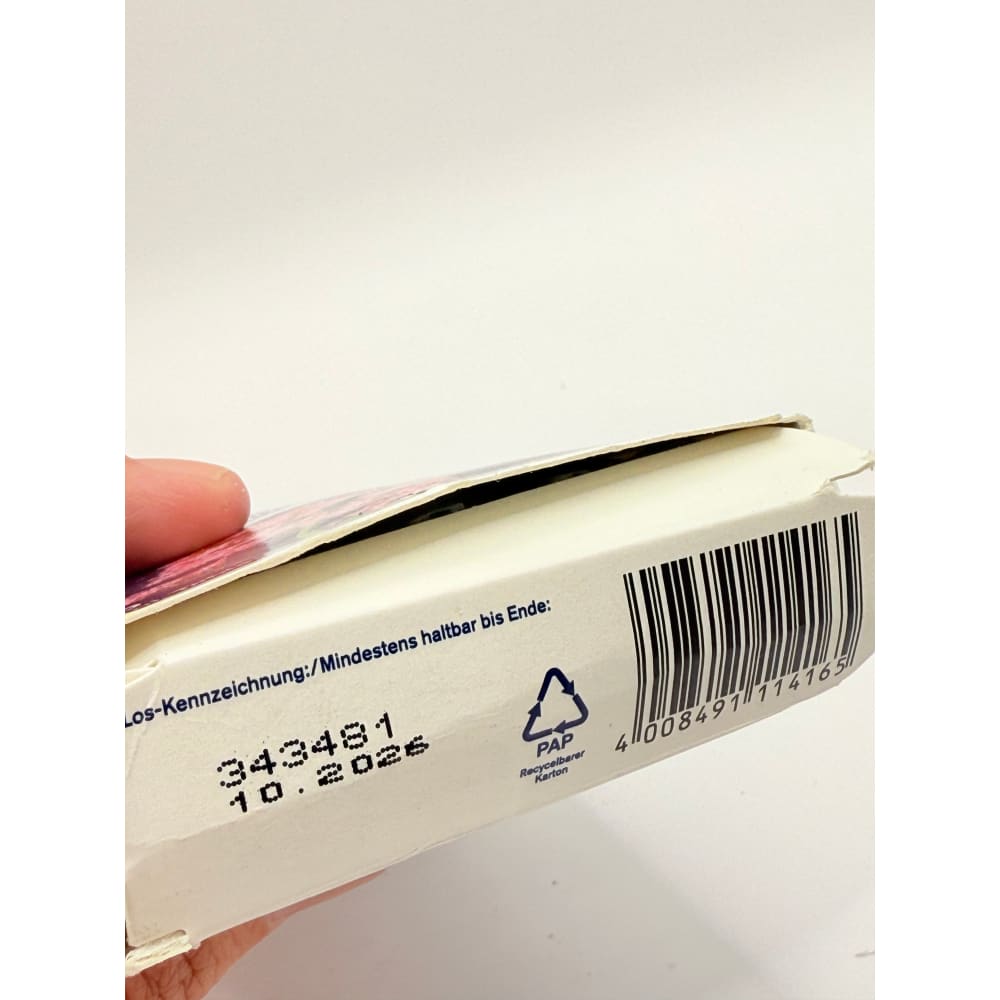 Los-Kennzeichnung:/Mindestens haltbar bis Ende:
343481
10.2026
PAP
Recycelbarer
Karton
4 008491 114165